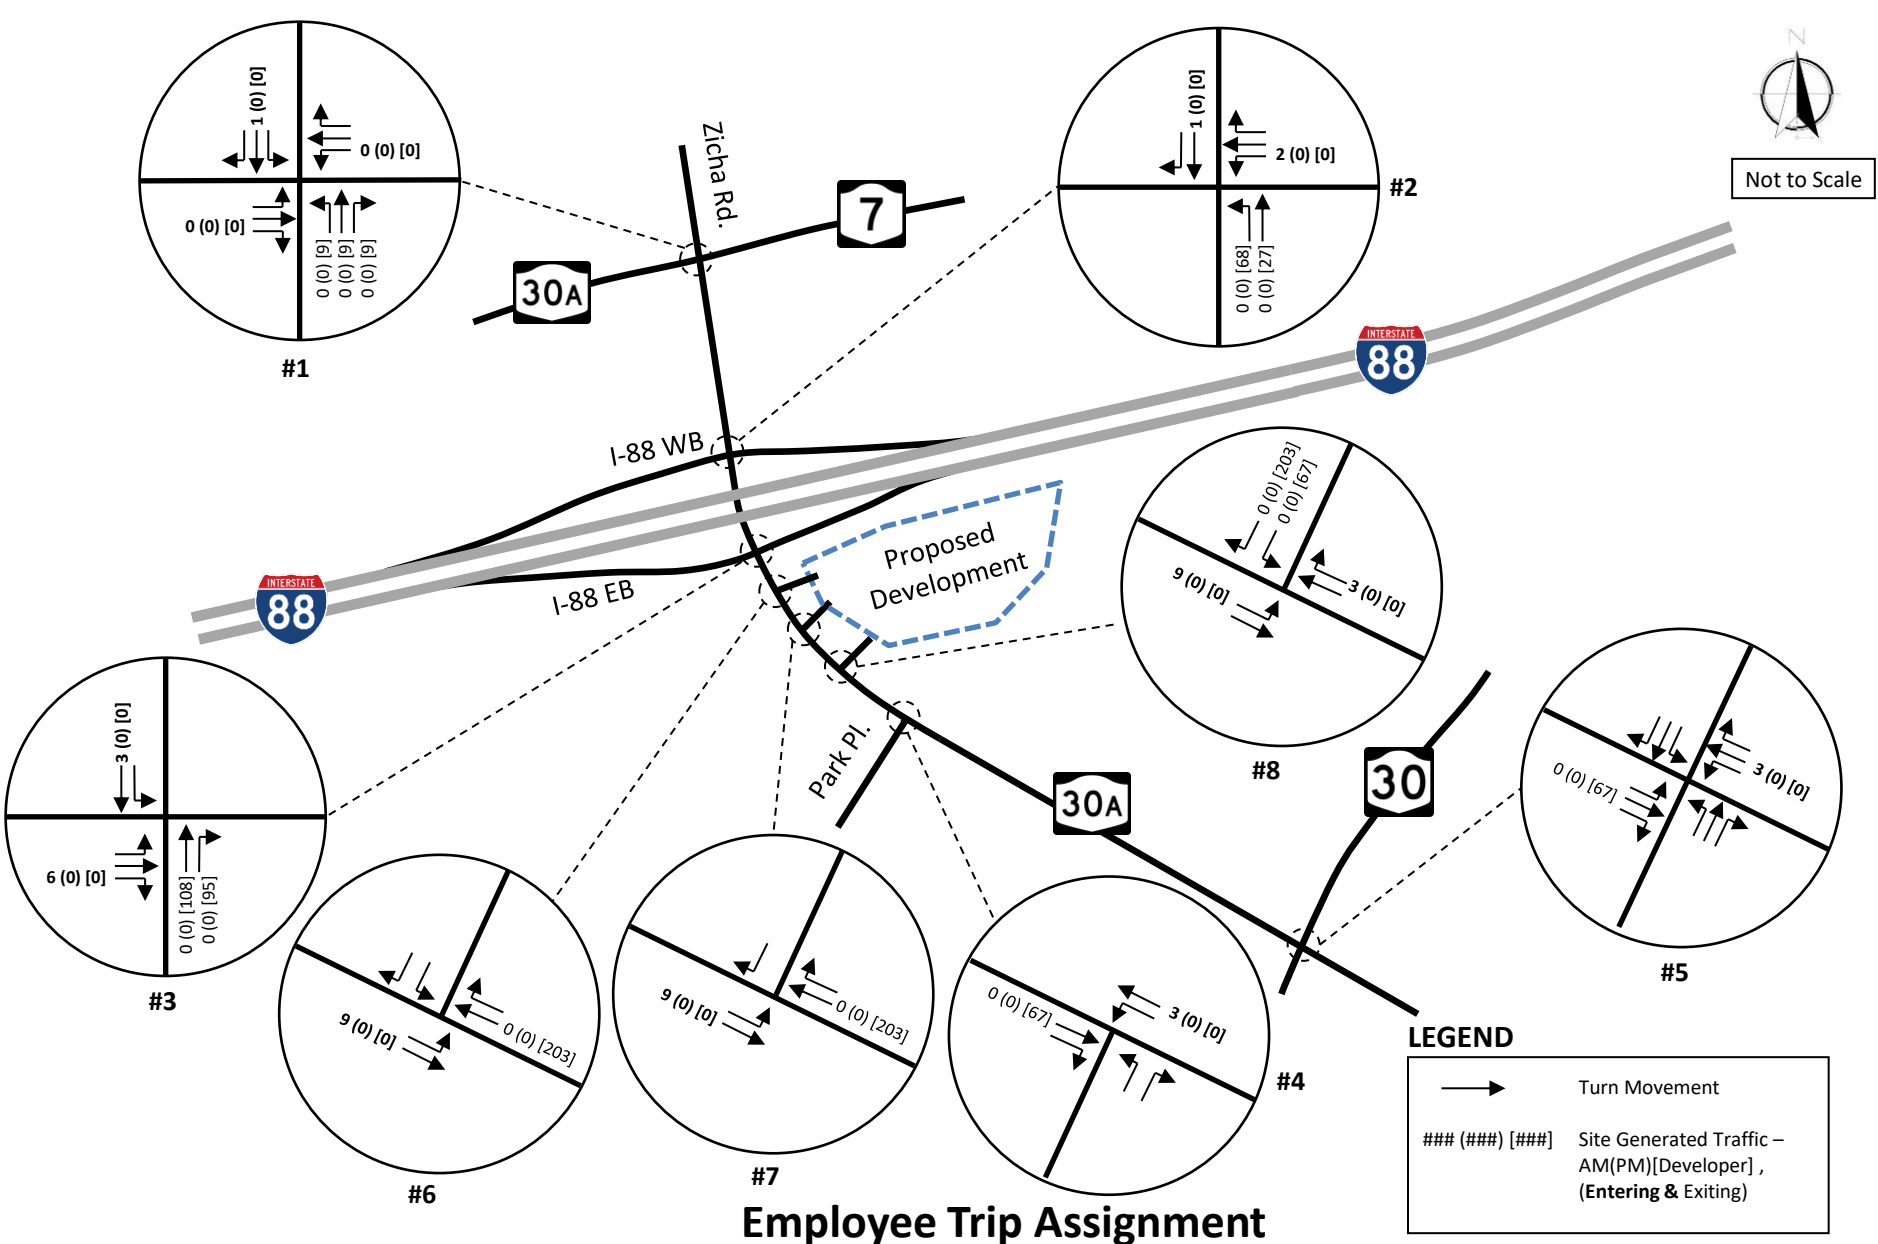 1 (0) [0]
0 (0) [0]
0 (0) [0]
0 (0) [9]
0 (0) [9]
0 (0) [9]
#1
Zicha Rd.
7
30A
1 (0) [0]
2 (0) [0]
0 (0) [68]
0 (0) [27]
#2
N
Not to Scale
INTERSTATE
88
I-88 WB
I-88 EB
INTERSTATE
88
Proposed
Development
0 (0) [203]
0 (0) [67]
9 (0) [0]
3 (0) [0]
#8
3 (0) [0]
6 (0) [0]
0 (0) [108]
0 (0) [95]
#3
Park Pl.
30A
30
0 (0) [67]
3 (0) [0]
#5
9 (0) [0]
0 (0) [203]
#6
9 (0) [0]
0 (0) [203]
#7
0 (0) [67]
3 (0) [0]
#4
LEGEND
Turn Movement
### (###) [###] Site Generated Traffic –
AM(PM)[Developer] ,
(Entering & Exiting)
Employee Trip Assignment